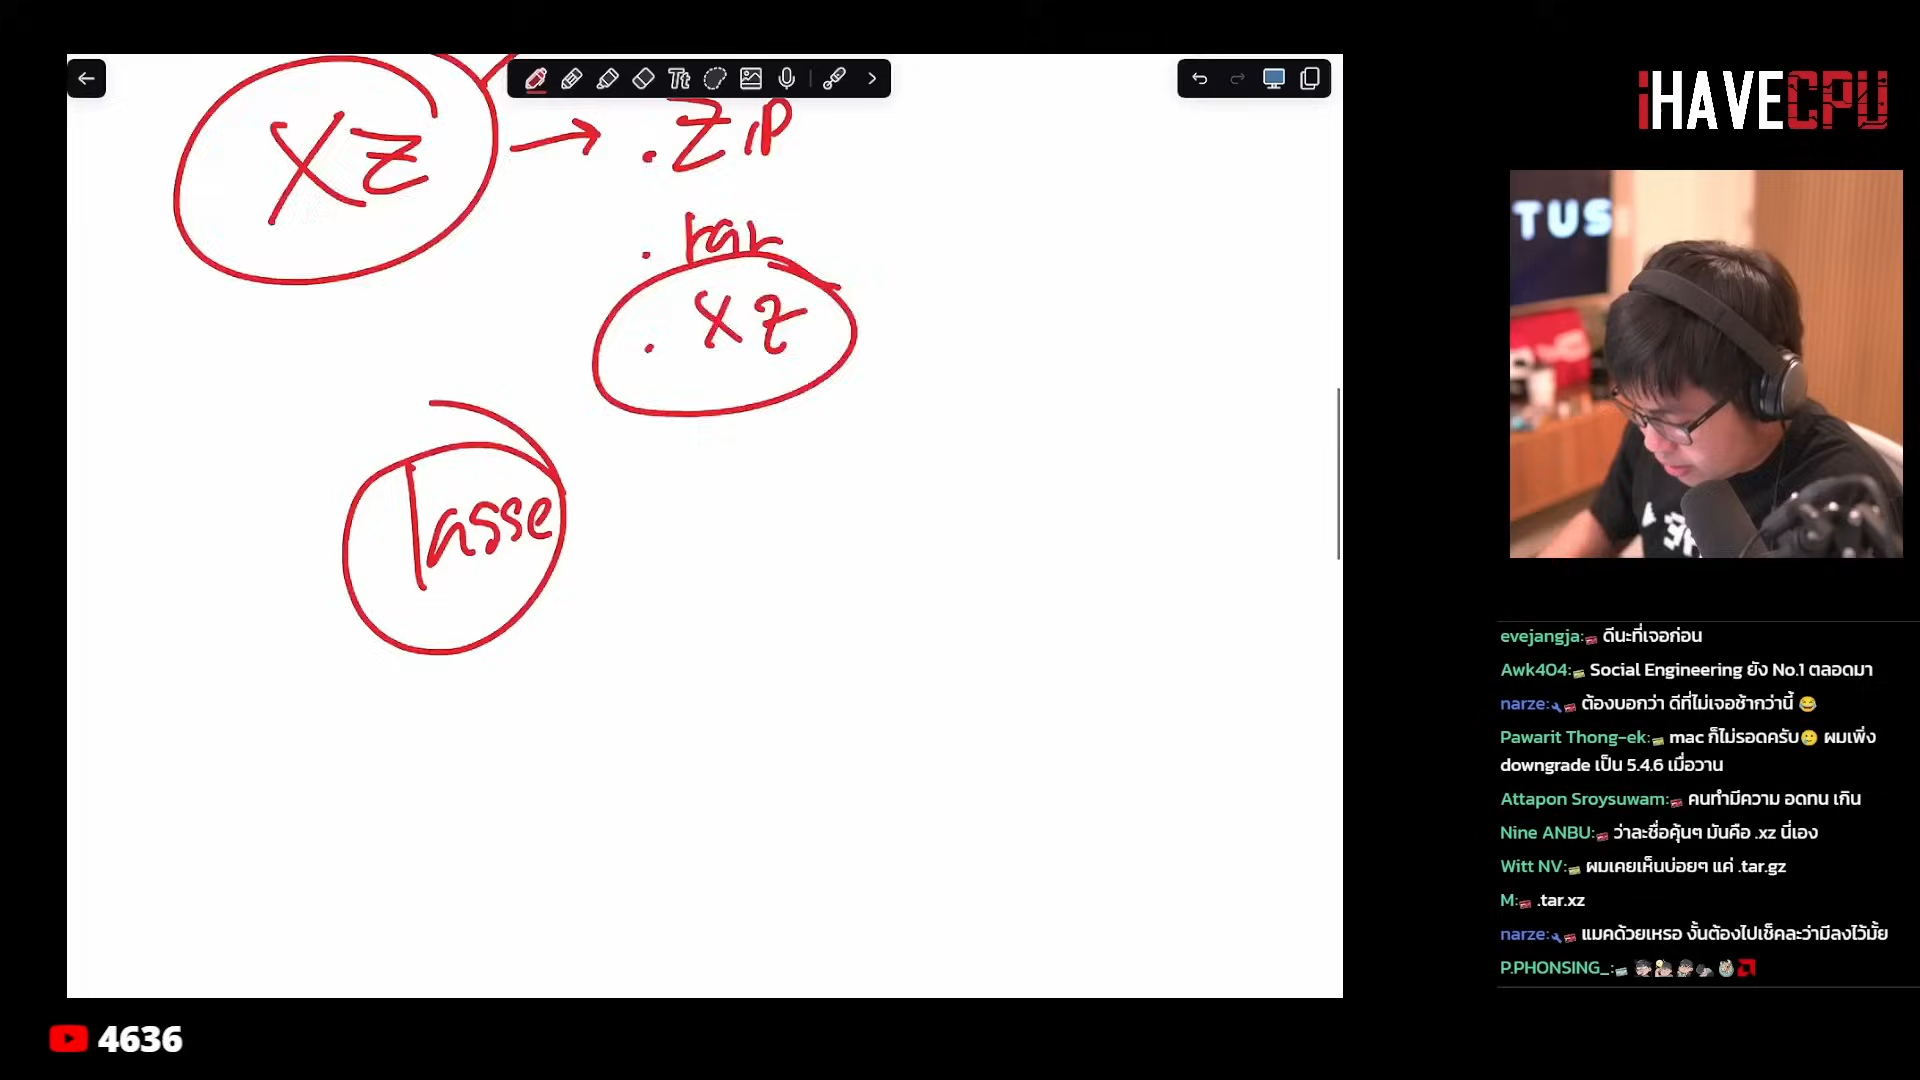 iHAVECPU
xz
.zip
.rar
.xz
lasse
TUS
evejangja: ดีนะที่เจอก่อน
Awk404: Social Engineering ยัง No.1 ตลอดมา
narze: ต้องบอกว่า ดีที่ไม่เจอช้ากว่านี้ 😂
Pawarit Thong-ek: mac ก็ไม่รอดครับ🥲 ผมเพิ่ง
downgrade เป็น 5.4.6 เมื่อวาน
Attapon Sroysuwam: คนทำมีความ อดทน เกิน
Nine ANBU: ว่าละชื่อคุ้นๆ มันคือ .xz นี่เอง
Witt NV: ผมเคยเห็นบ่อยๆ แค่ .tar.gz
M: .tar.xz
narze: แมคด้วยเหรอ งั้นต้องไปเช็คละว่ามีลงไว้มั้ย
P.PHONSING_:
4636